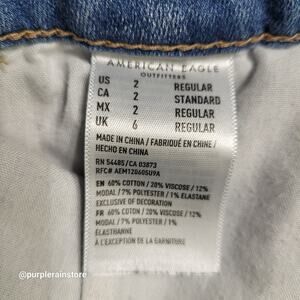 AMERICAN EAGLE
OUTFITTERS
US 2 REGULAR
CA 2 STANDARD
MX 2 REGULAR
UK 6 REGULAR
MADE IN CHINA / FABRIQUÉ EN CHINE /
HECHO EN CHINA
RN 54485/CA 03873
RFC# AEM120605U9A
EN 60% COTTON / 20% VISCOSE / 12%
MODAL / 7% POLYESTER / 1% ELASTANE
EXCLUSIVE OF DECORATION
FR 60% COTON / 20% VISCOSE / 12%
MODAL / 7% POLYESTER / 1%
ÉLASTHANNE
À L'EXCEPTION DE LA GARNITURE
@purplerainstore